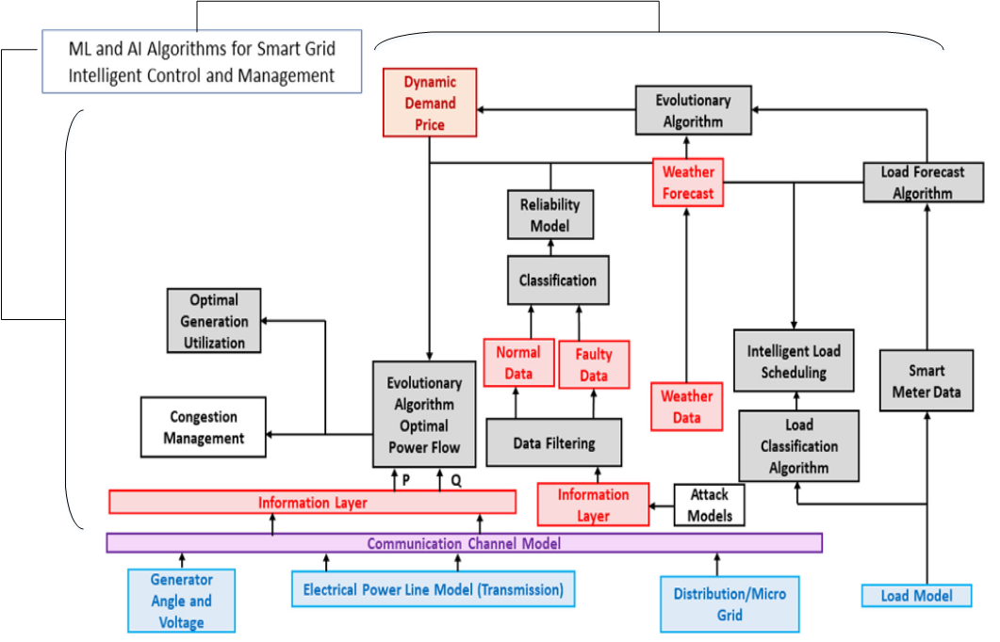 ML and AI Algorithms for Smart Grid
Intelligent Control and Management
Dynamic
Demand
Price
Evolutionary
Algorithm
Weather
Forecast
Load Forecast
Algorithm
Reliability
Model
Classification
Optimal
Generation
Utilization
Normal
Data
Faulty
Data
Intelligent Load
Scheduling
Smart
Meter Data
Evolutionary
Algorithm
Optimal
Power Flow
Weather
Data
Congestion
Management
Data Filtering
Load
Classification
Algorithm
P
Q
Information Layer
Information
Layer
Attack
Models
Communication Channel Model
Generator
Angle and
Voltage
Electrical Power Line Model (Transmission)
Distribution/Micro
Grid
Load Model